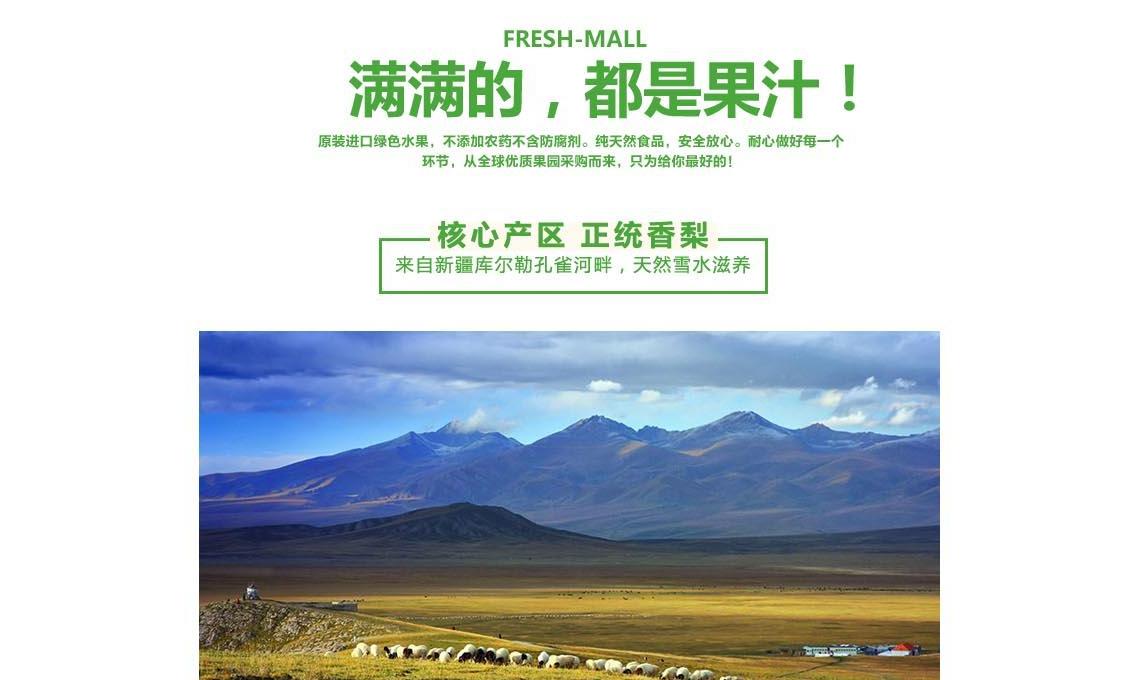 FRESH-MALL
满满的，都是果汁！
原装进口绿色水果，不添加农药不含防腐剂。纯天然食品，安全放心。耐心做好每一个
环节，从全球优质果园采购而来，只为给你最好的！
核心产区 正统香梨
来自新疆库尔勒孔雀河畔，天然雪水滋养